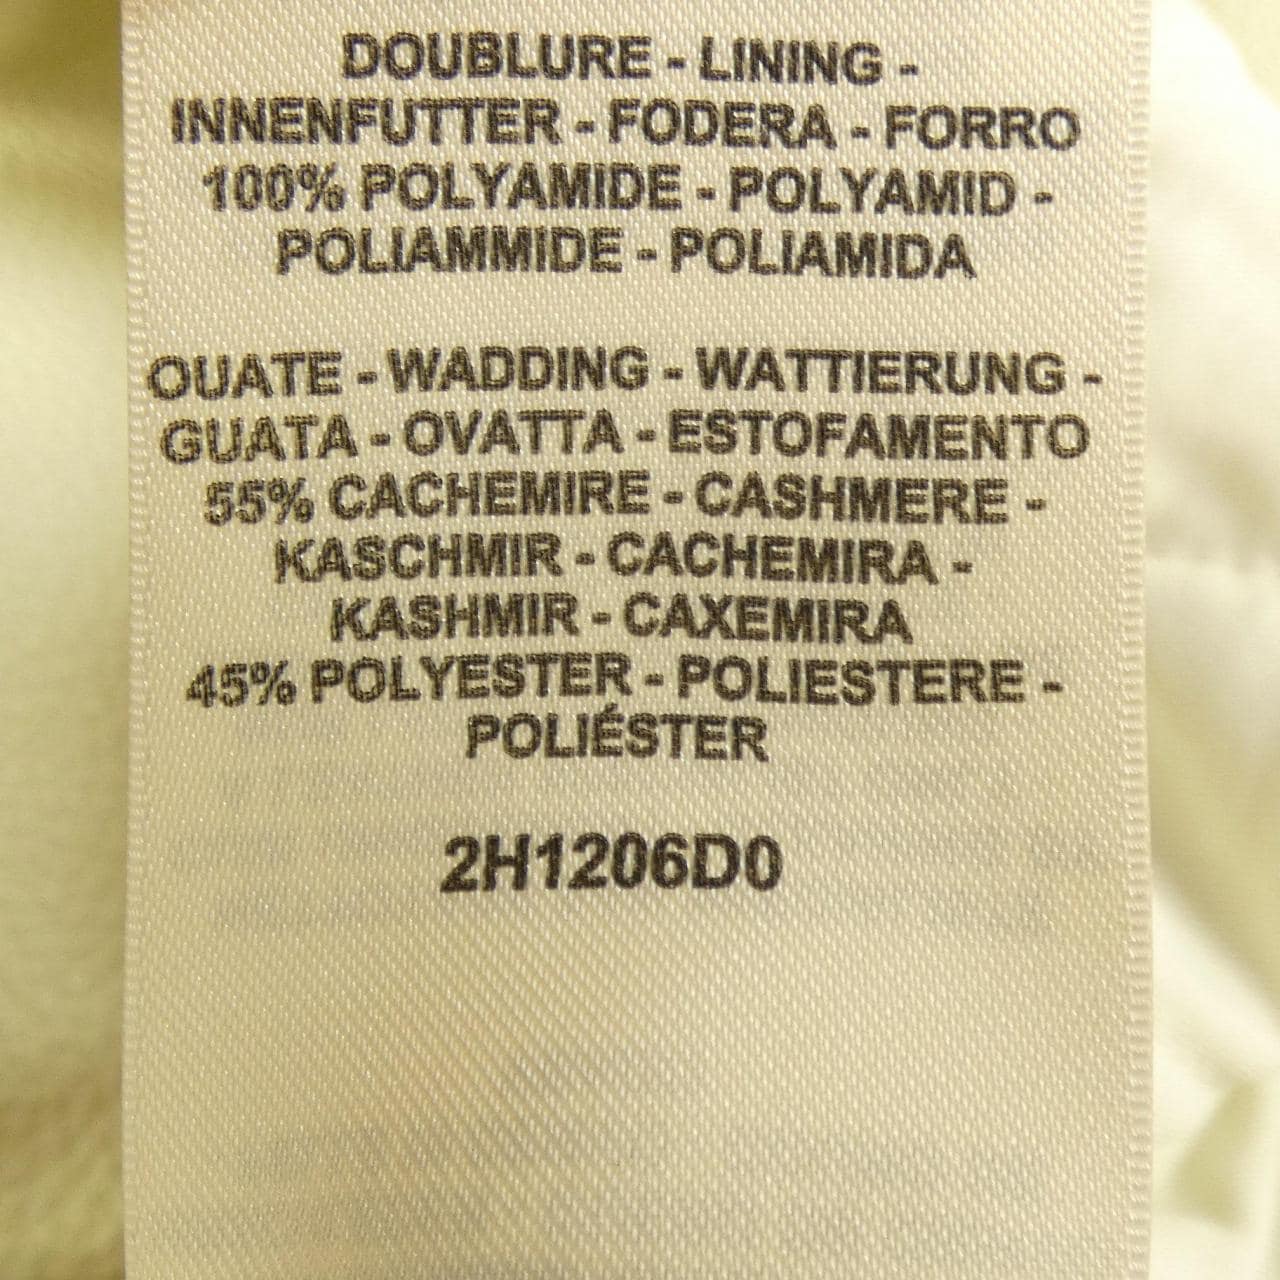 DOUBLURE - LINING -
INNENFUTTER - FODERA - FORRO
100% POLYAMIDE - POLYAMID -
POLIAMMIDE - POLIAMIDA
OUATE - WADDING - WATTIERUNG -
GUATA - OVATTA - ESTOFAMENTO
55% CACHEMIRE - CASHMERE -
KASCHMIR - CACHEMIRA -
KASHMIR - CAXEMIRA
45% POLYESTER - POLIESTERE -
POLIÉSTER
2H1206D0